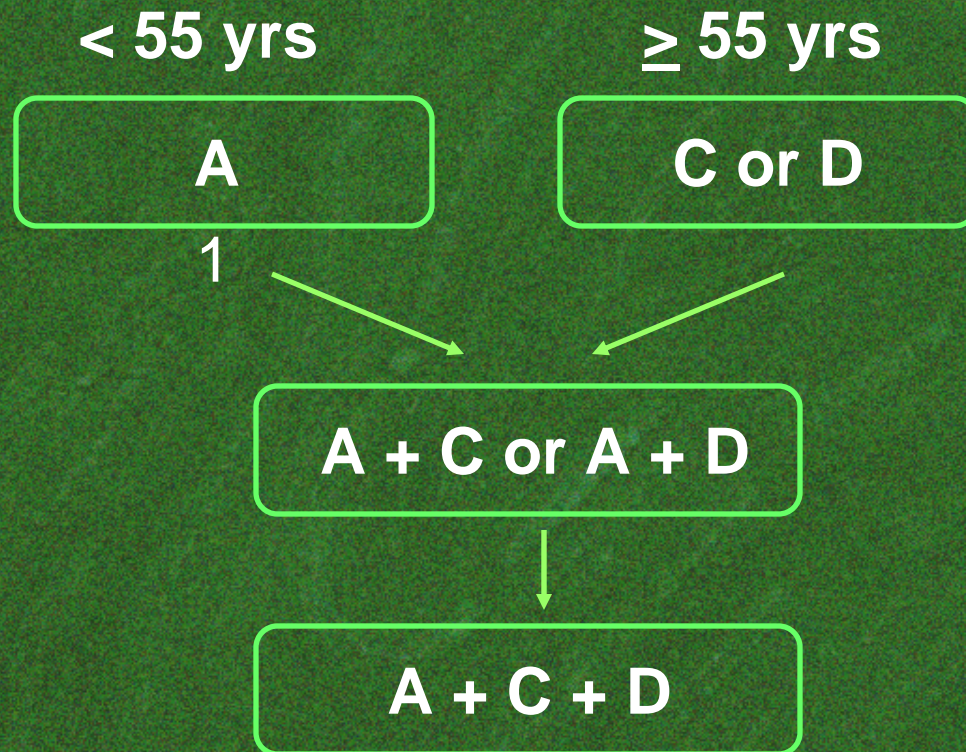 < 55 yrs
≥ 55 yrs
A
C or D
1
A + C or A + D
A + C + D